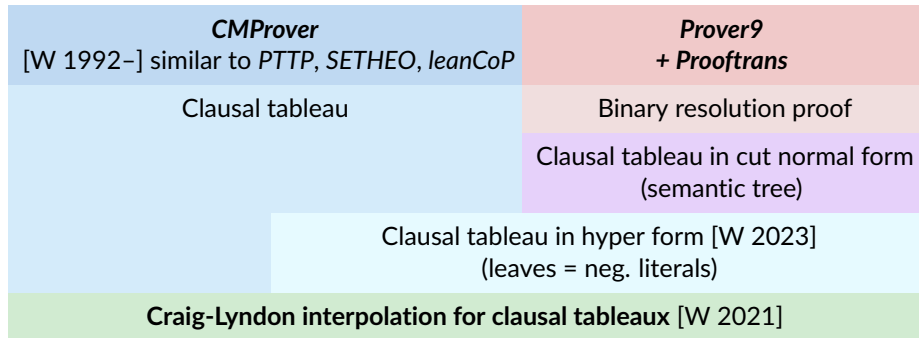 CMProver
[W 1992–] similar to PTTP, SETHEO, leanCoP
Prover9
+ Prooftrans
Clausal tableau
Binary resolution proof
Clausal tableau in cut normal form
(semantic tree)
Clausal tableau in hyper form [W 2023]
(leaves = neg. literals)
Craig-Lyndon interpolation for clausal tableaux [W 2021]